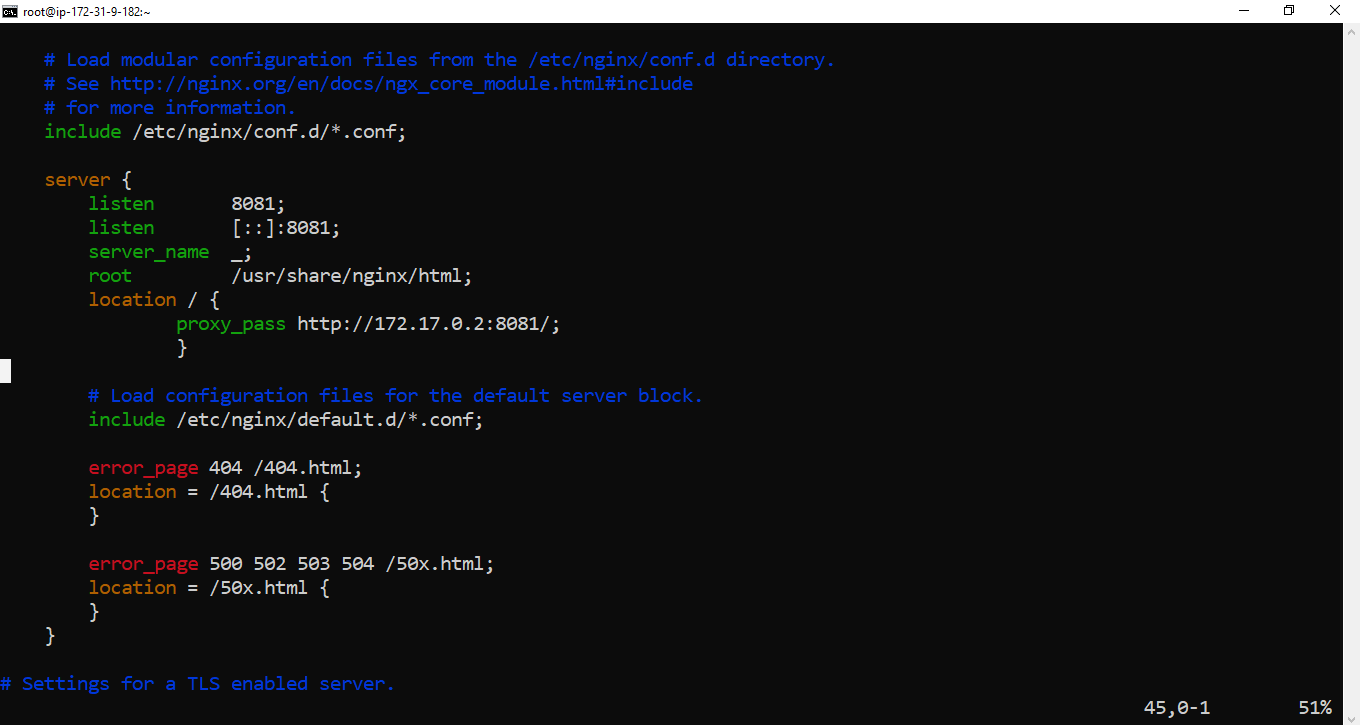 root@ip-172-31-9-182:~
# Load modular configuration files from the /etc/nginx/conf.d directory.
# See http://nginx.org/en/docs/ngx_core_module.html#include
# for more information.
include /etc/nginx/conf.d/*.conf;
server {
listen 8081;
listen [::]:8081;
server_name _;
root /usr/share/nginx/html;
location / {
proxy_pass http://172.17.0.2:8081/;
}
# Load configuration files for the default server block.
include /etc/nginx/default.d/*.conf;
error_page 404 /404.html;
location = /404.html {
}
error_page 500 502 503 504 /50x.html;
location = /50x.html {
}
}
# Settings for a TLS enabled server.
45,0-1 51%